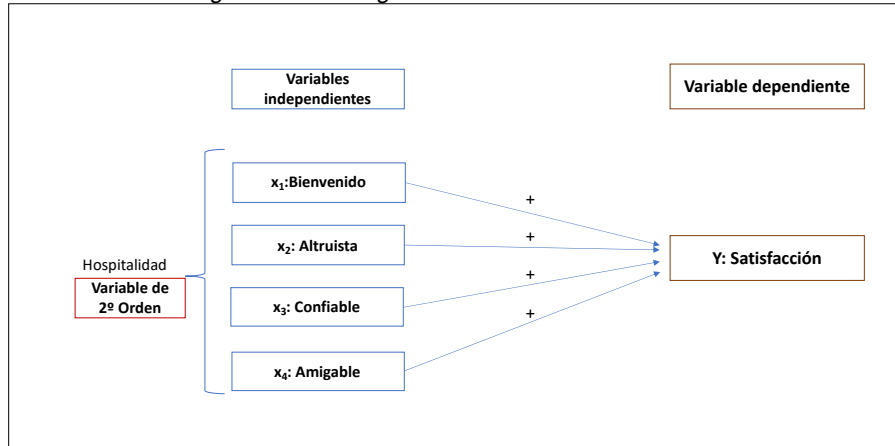 Variables
independientes
Variable dependiente
x₁:Bienvenido
+
x₂: Altruista
+
Y: Satisfacción
Hospitalidad
Variable de
2º Orden
+
x₃: Confiable
+
x₄: Amigable